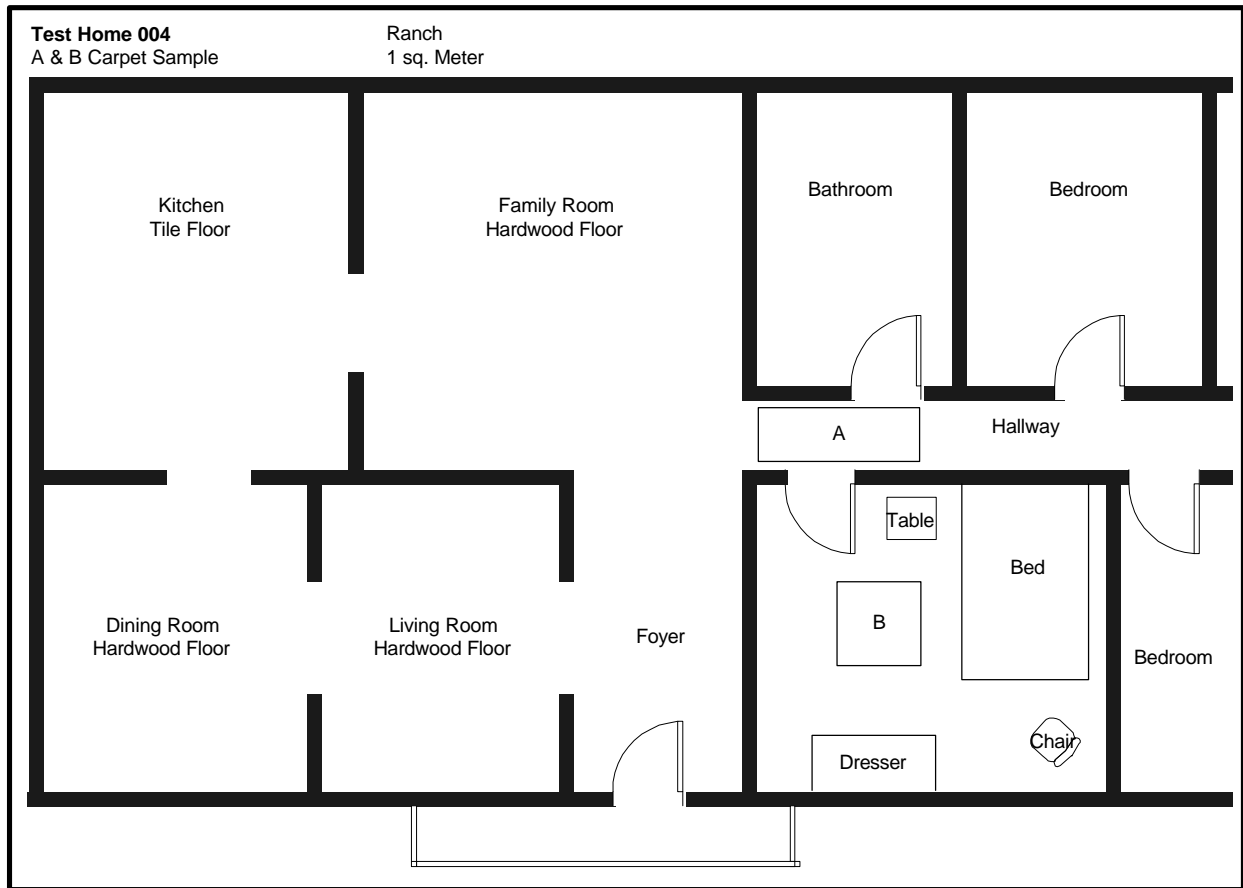 Test Home 004
A & B Carpet Sample
Ranch
1 sq. Meter
Kitchen
Tile Floor
Family Room
Hardwood Floor
Bathroom
Bedroom
A
Hallway
Table
Bed
B
Dining Room
Hardwood Floor
Living Room
Hardwood Floor
Foyer
Bedroom
Chair
Dresser